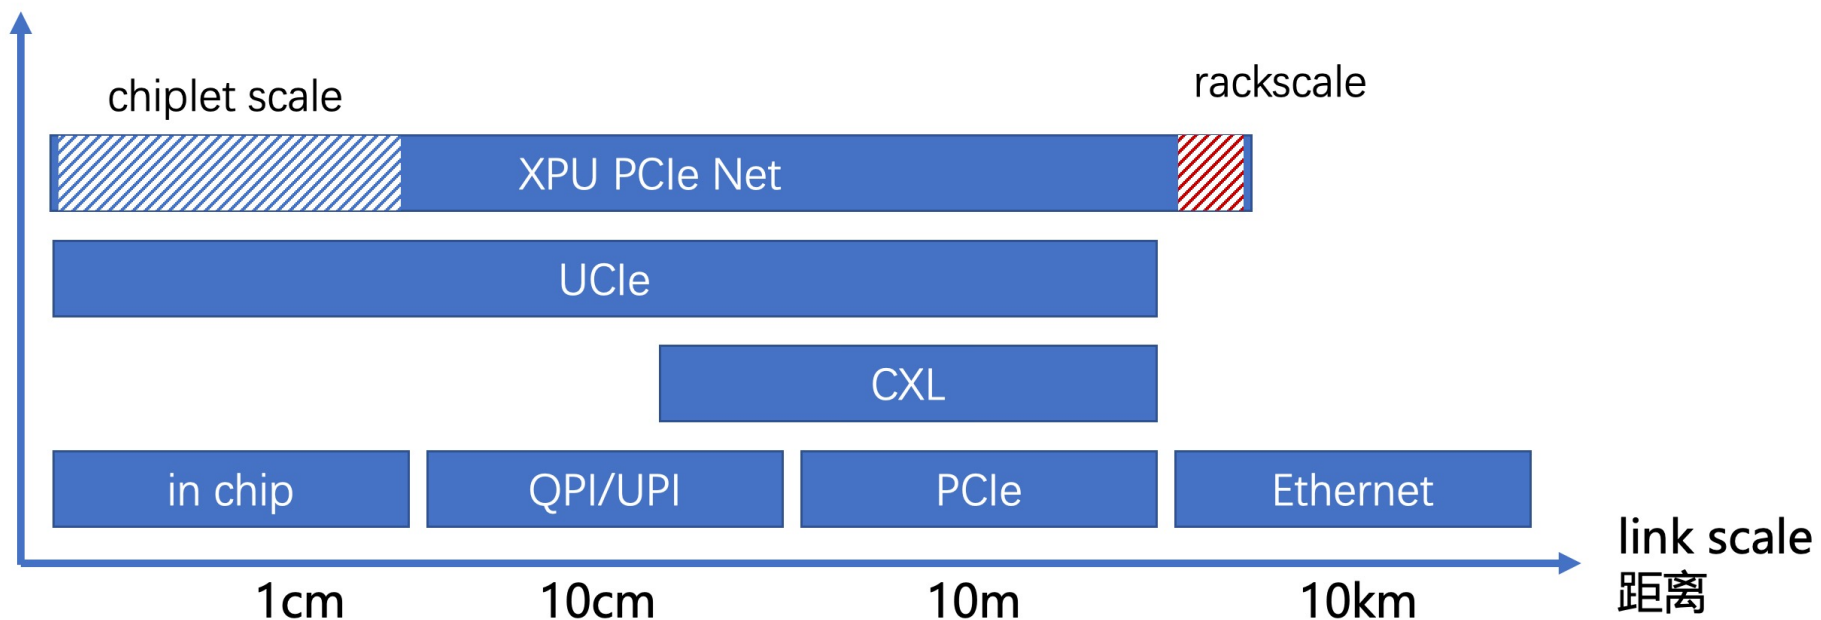 chiplet scale
rackscale
XPU PCIe Net
UCIe
CXL
in chip
QPI/UPI
PCIe
Ethernet
link scale
距离
1cm
10cm
10m
10km